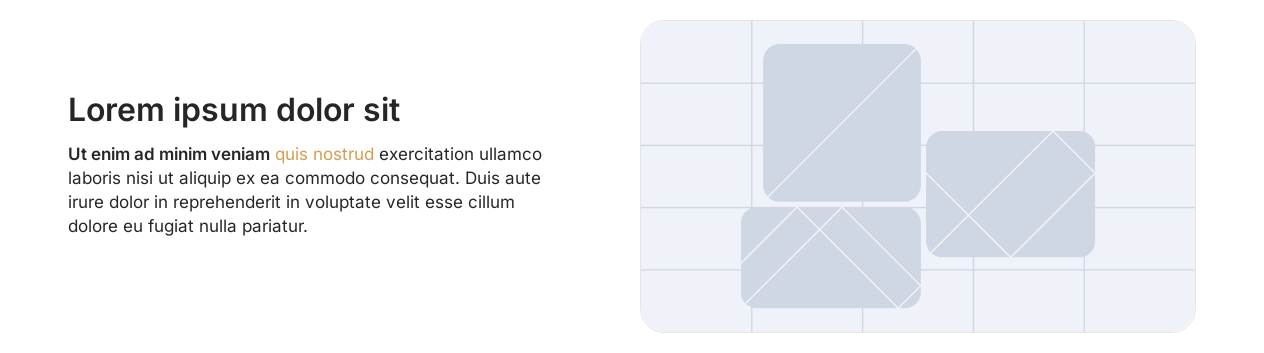 Lorem ipsum dolor sit
Ut enim ad minim veniam quis nostrud exercitation ullamco
laboris nisi ut aliquip ex ea commodo consequat. Duis aute
irure dolor in reprehenderit in voluptate velit esse cillum
dolore eu fugiat nulla pariatur.